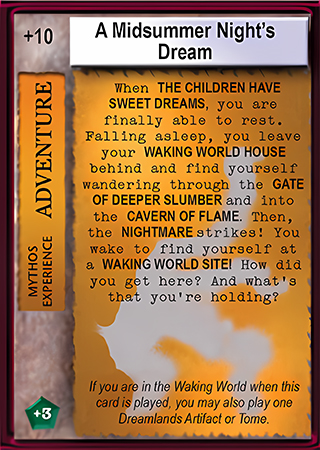 +10
A Midsummer Night's
Dream
MYTHOS
EXPERIENCE
ADVENTURE
When THE CHILDREN HAVE
SWEET DREAMS, you are
finally able to rest.
Falling asleep, you leave
your WAKING WORLD HOUSE
behind and find yourself
wandering through the GATE
OF DEEPER SLUMBER and into
the CAVERN OF FLAME. Then,
the NIGHTMARE strikes! You
wake to find yourself at
a WAKING WORLD SITE! How did
you get here? And what's
that you're holding?
If you are in the Waking World when this
card is played, you may also play one
Dreamlands Artifact or Tome.
+3